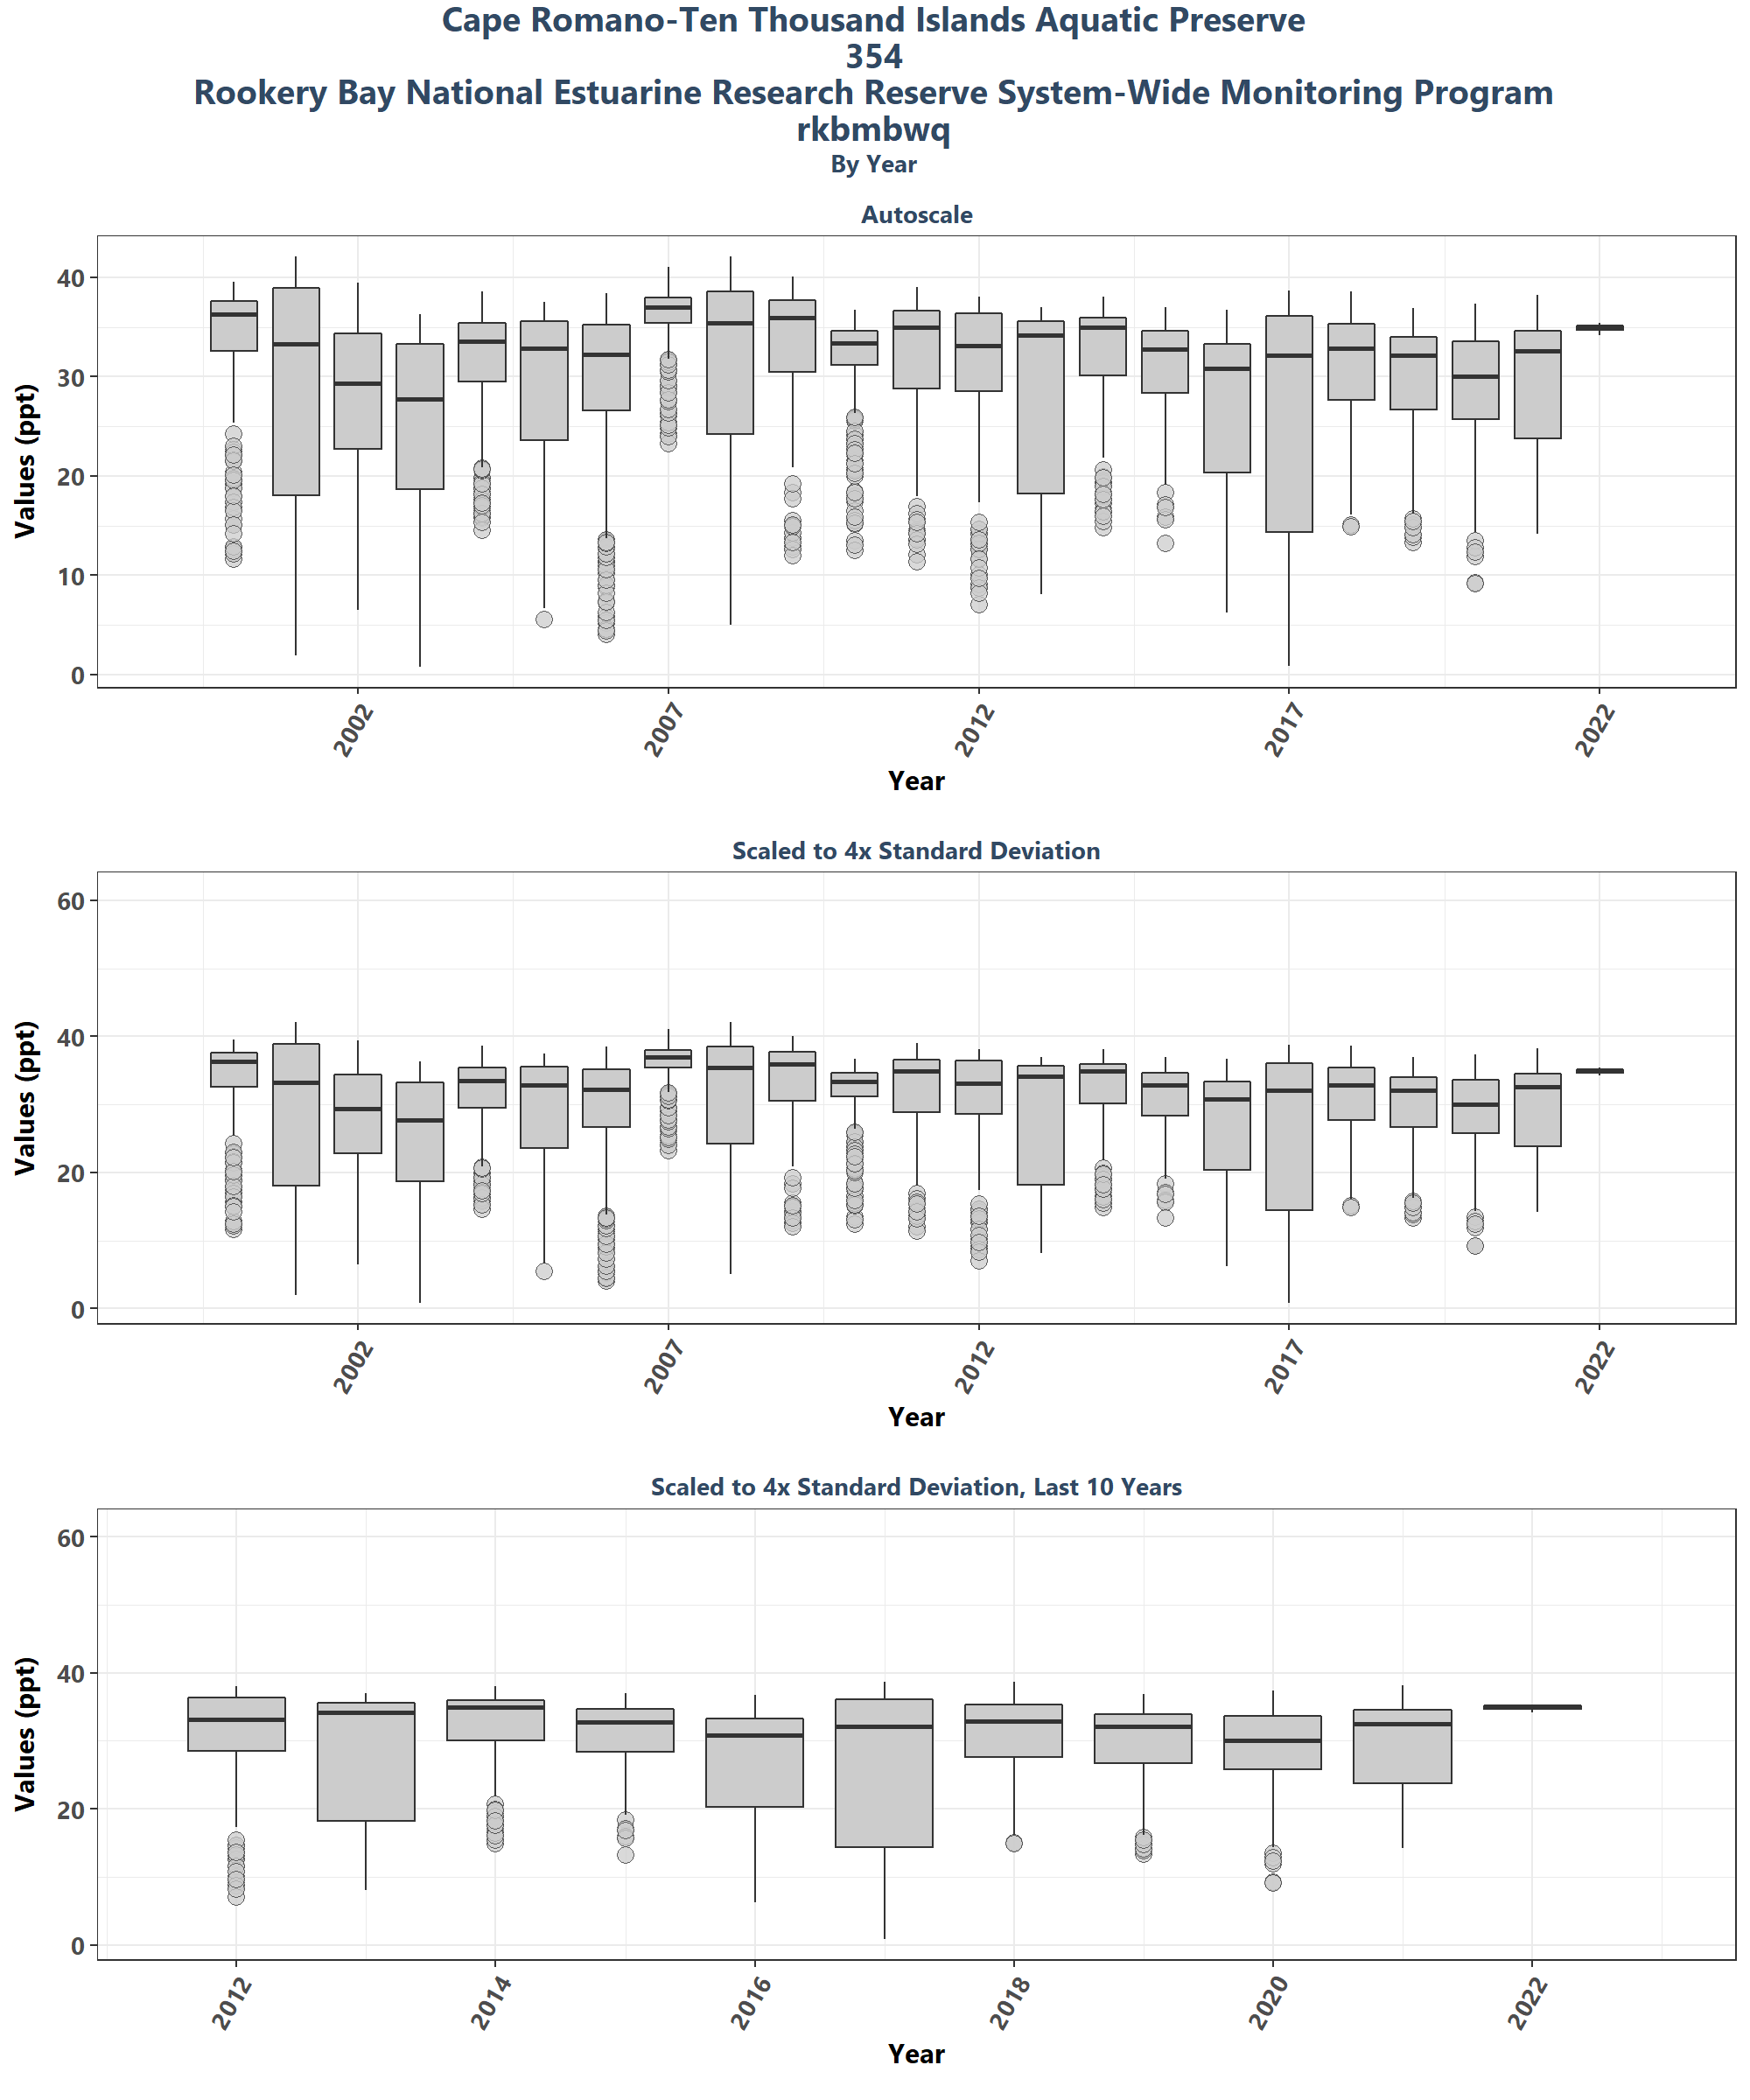 Cape Romano-Ten Thousand Islands Aquatic Preserve
354
Rookery Bay National Estuarine Research Reserve System-Wide Monitoring Program
rkbmbwq
By Year
Autoscale
Values (ppt)
40
30
20
10
0
2002 2007 2012 2017 2022
Year
Scaled to 4x Standard Deviation
Values (ppt)
60
40
20
0
2002 2007 2012 2017 2022
Year
Scaled to 4x Standard Deviation, Last 10 Years
Values (ppt)
60
40
20
0
2012 2014 2016 2018 2020 2022
Year